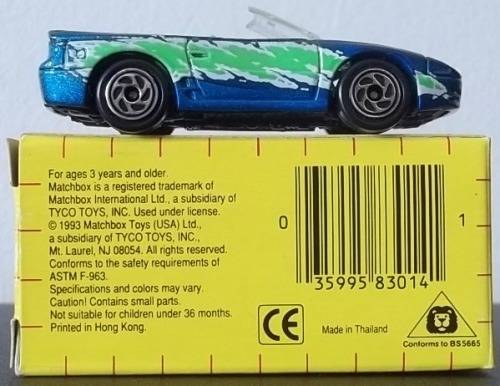 For ages 3 years and older.
Matchbox is a registered trademark of
Matchbox International Ltd., a subsidiary of
TYCO TOYS, INC. Used under license.
© 1993 Matchbox Toys (USA) Ltd.,
a subsidiary of TYCO TOYS, INC.,
Mt. Laurel, NJ 08054. All rights reserved.
Conforms to the safety requirements of
ASTM F-963.
Specifications and colors may vary.
Caution! Contains small parts.
Not suitable for children under 36 months.
Printed in Hong Kong.
0 35995 83014 1
CE
Made in Thailand
Conforms to BS5665